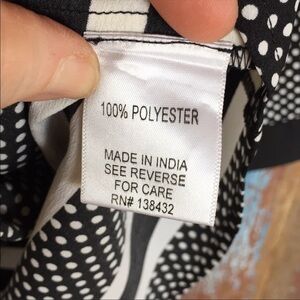 100% POLYESTER
MADE IN INDIA
SEE REVERSE
FOR CARE
RN# 138432